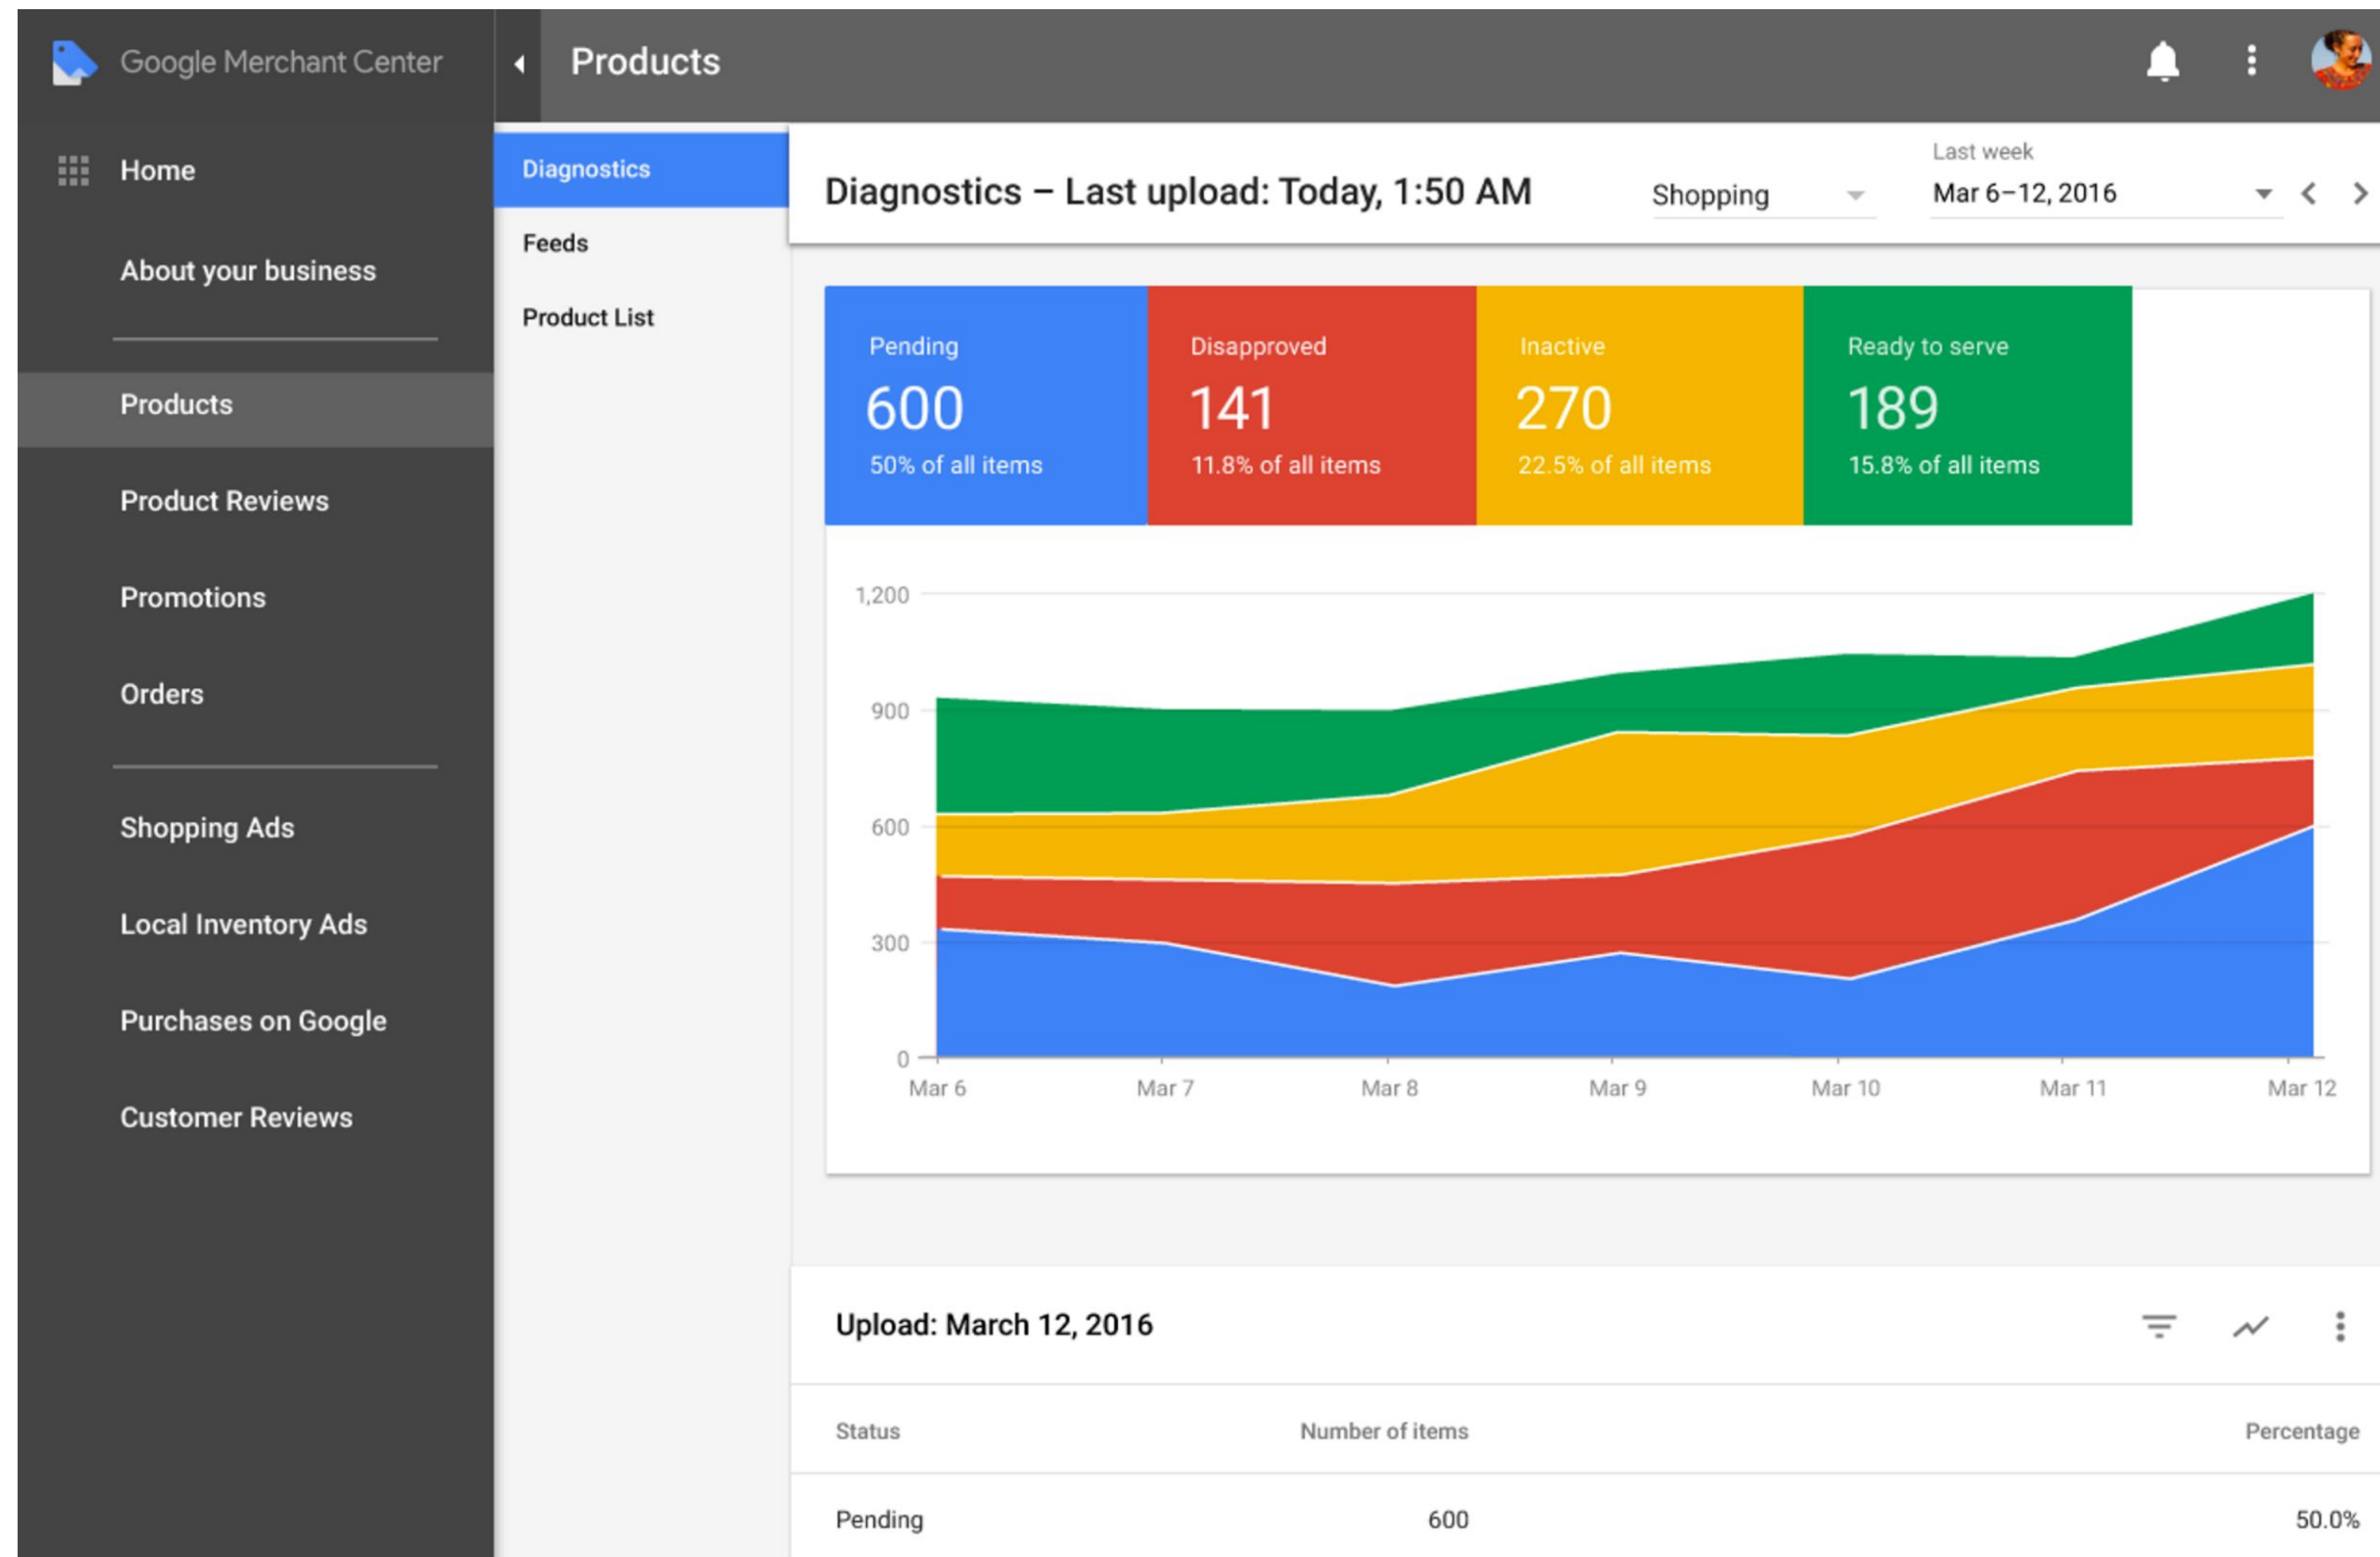 Google Merchant Center
Products
Home
About your business
Products
Product Reviews
Promotions
Orders
Shopping Ads
Local Inventory Ads
Purchases on Google
Customer Reviews
Diagnostics
Feeds
Product List
Diagnostics – Last upload: Today, 1:50 AM
Shopping
Last week
Mar 6–12, 2016
Pending
600
50% of all items
Disapproved
141
11.8% of all items
Inactive
270
22.5% of all items
Ready to serve
189
15.8% of all items
1,200
900
600
300
0
Mar 6 Mar 7 Mar 8 Mar 9 Mar 10 Mar 11 Mar 12
Upload: March 12, 2016
Status Number of items Percentage
Pending 600 50.0%